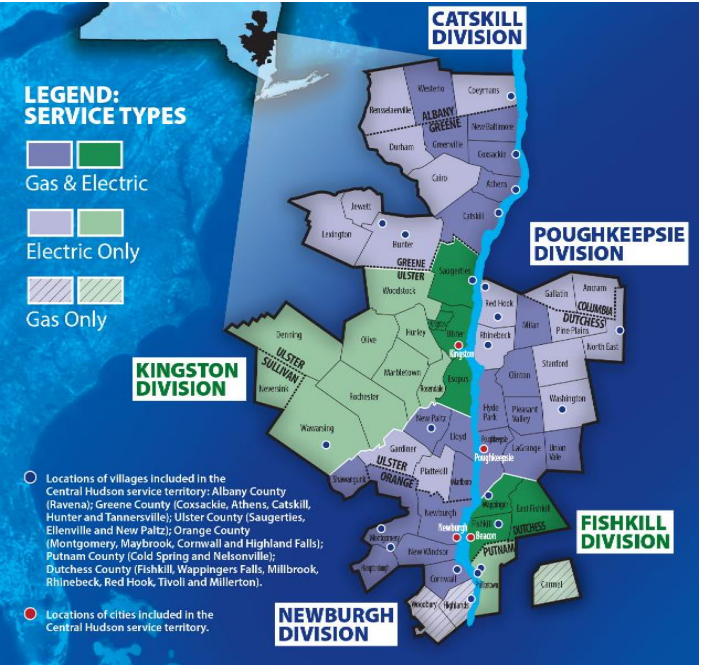 CATSKILL
DIVISION
LEGEND:
SERVICE TYPES
Gas & Electric
Electric Only
Gas Only
Westerlo
Coeymans
Rensselaerville
ALBANY
GREENE
New Baltimore
Durham
Greenville
Coxsackie
Cairo
Athens
Catskill
Jewett
Lexington
Hunter
GREENE
ULSTER
POUGHKEEPSIE
DIVISION
Saugerties
Woodstock
Red Hook
Gallatin
Ancram
COLUMBIA
DUTCHESS
Milan
Pine Plains
North East
Rhinebeck
Denning
Olive
Hurley
Ulster
Kingston
KINGSTON
DIVISION
ULSTER
SULLIVAN
Neversink
Marbletown
Rosendale
Esopus
Rochester
Stanford
Clinton
Washington
Wawarsing
New Paltz
Lloyd
Hyde
Park
Pleasant
Valley
Gardiner
Poughkeepsie
Poughkeepsie
LaGrange
Union
Vale
ULSTER
ORANGE
Shawangunk
Plattekill
Marlboro
Wappinger
East Fishkill
Newburgh
Fishkill
DUTCHESS
Newburgh
Beacon
FISHKILL
DIVISION
Montgomery
New Windsor
PUTNAM
Cornwall
Carmel
Woodbury
Highlands
NEWBURGH
DIVISION
Locations of villages included in the
Central Hudson service territory: Albany County
(Ravena); Greene County (Coxsackie, Athens, Catskill,
Hunter and Tannersville); Ulster County (Saugerties,
Ellenville and New Paltz); Orange County
(Montgomery, Maybrook, Cornwall and Highland Falls);
Putnam County (Cold Spring and Nelsonville);
Dutchess County (Fishkill, Wappingers Falls, Millbrook,
Rhinebeck, Red Hook, Tivoli and Millerton).
Locations of cities included in the
Central Hudson service territory.